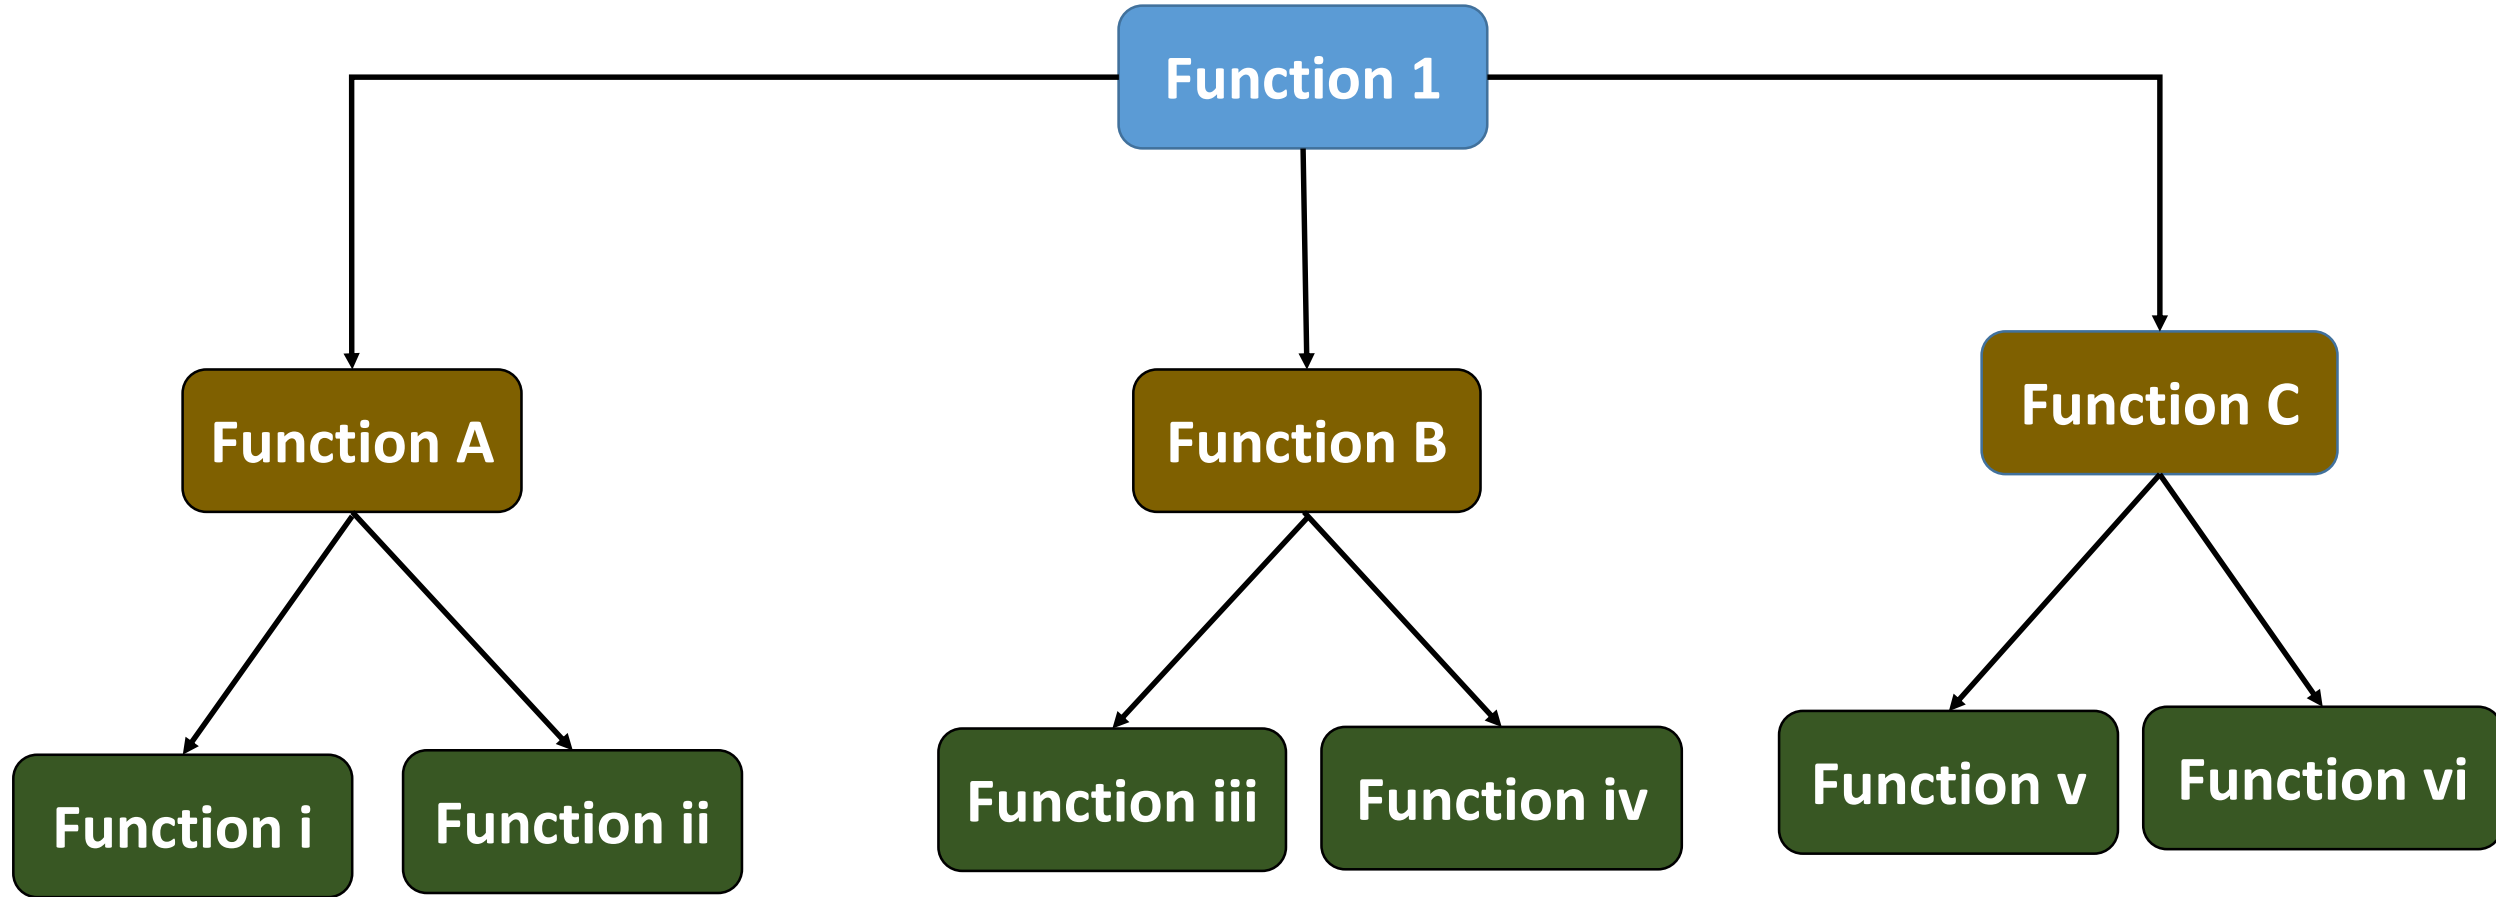 Function 1
Function A
Function B
Function C
Function i
Function ii
Function iii
Function iv
Function v
Function vi